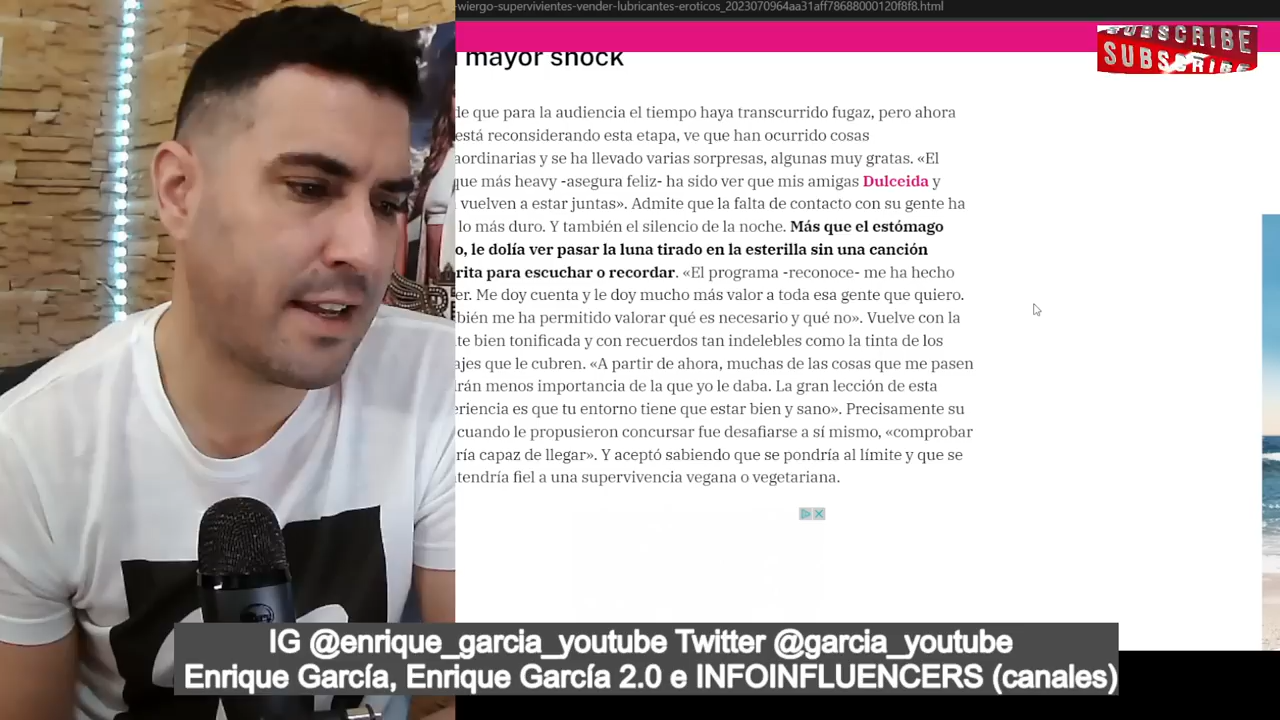 -wiergo-supervivientes-vender-lubricantes-eroticos_2023070964aa31aff78688000120f8f8.html
mayor shock
SUBSCRIBE
SUBSCRIBE
de que para la audiencia el tiempo haya transcurrido fugaz, pero ahora
está reconsiderando esta etapa, ve que han ocurrido cosas
aordinarias y se ha llevado varias sorpresas, algunas muy gratas. «El
que más heavy -asegura feliz- ha sido ver que mis amigas Dulceida y
vuelven a estar juntas». Admite que la falta de contacto con su gente ha
lo más duro. Y también el silencio de la noche. Más que el estómago
o, le dolía ver pasar la luna tirado en la esterilla sin una canción
rita para escuchar o recordar. «El programa -reconoce- me ha hecho
er. Me doy cuenta y le doy mucho más valor a toda esa gente que quiero.
bién me ha permitido valorar qué es necesario y qué no». Vuelve con la
te bien tonificada y con recuerdos tan indelebles como la tinta de los
ajes que le cubren. «A partir de ahora, muchas de las cosas que me pasen
drán menos importancia de la que yo le daba. La gran lección de esta
eriencia es que tu entorno tiene que estar bien y sano». Precisamente su
cuando le propusieron concursar fue desafiarse a sí mismo, «comprobar
ría capaz de llegar». Y aceptó sabiendo que se pondría al límite y que se
tendría fiel a una supervivencia vegana o vegetariana.
IG @enrique_garcia_youtube Twitter @garcia_youtube
Enrique García, Enrique García 2.0 e INFOINFLUENCERS (canales)